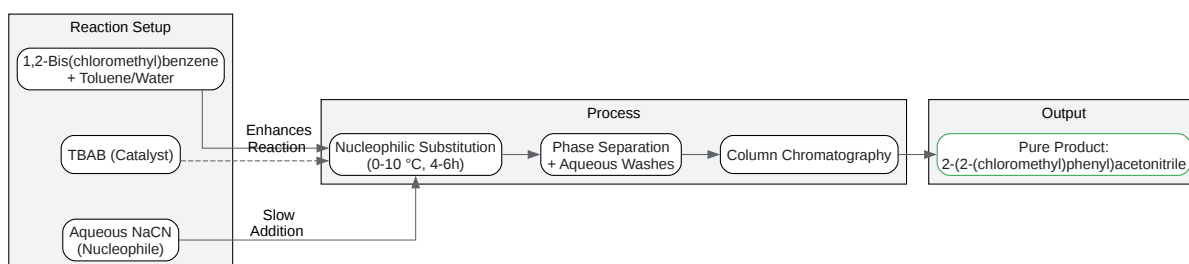 Reaction Setup
1,2-Bis(chloromethyl)benzene
+ Toluene/Water
TBAB (Catalyst)
Aqueous NaCN
(Nucleophile)
Enhances
Reaction
Slow
Addition
Process
Nucleophilic Substitution
(0-10 °C, 4-6h)
Phase Separation
+ Aqueous Washes
Column Chromatography
Output
Pure Product:
2-(2-(chloromethyl)phenyl)acetonitrile